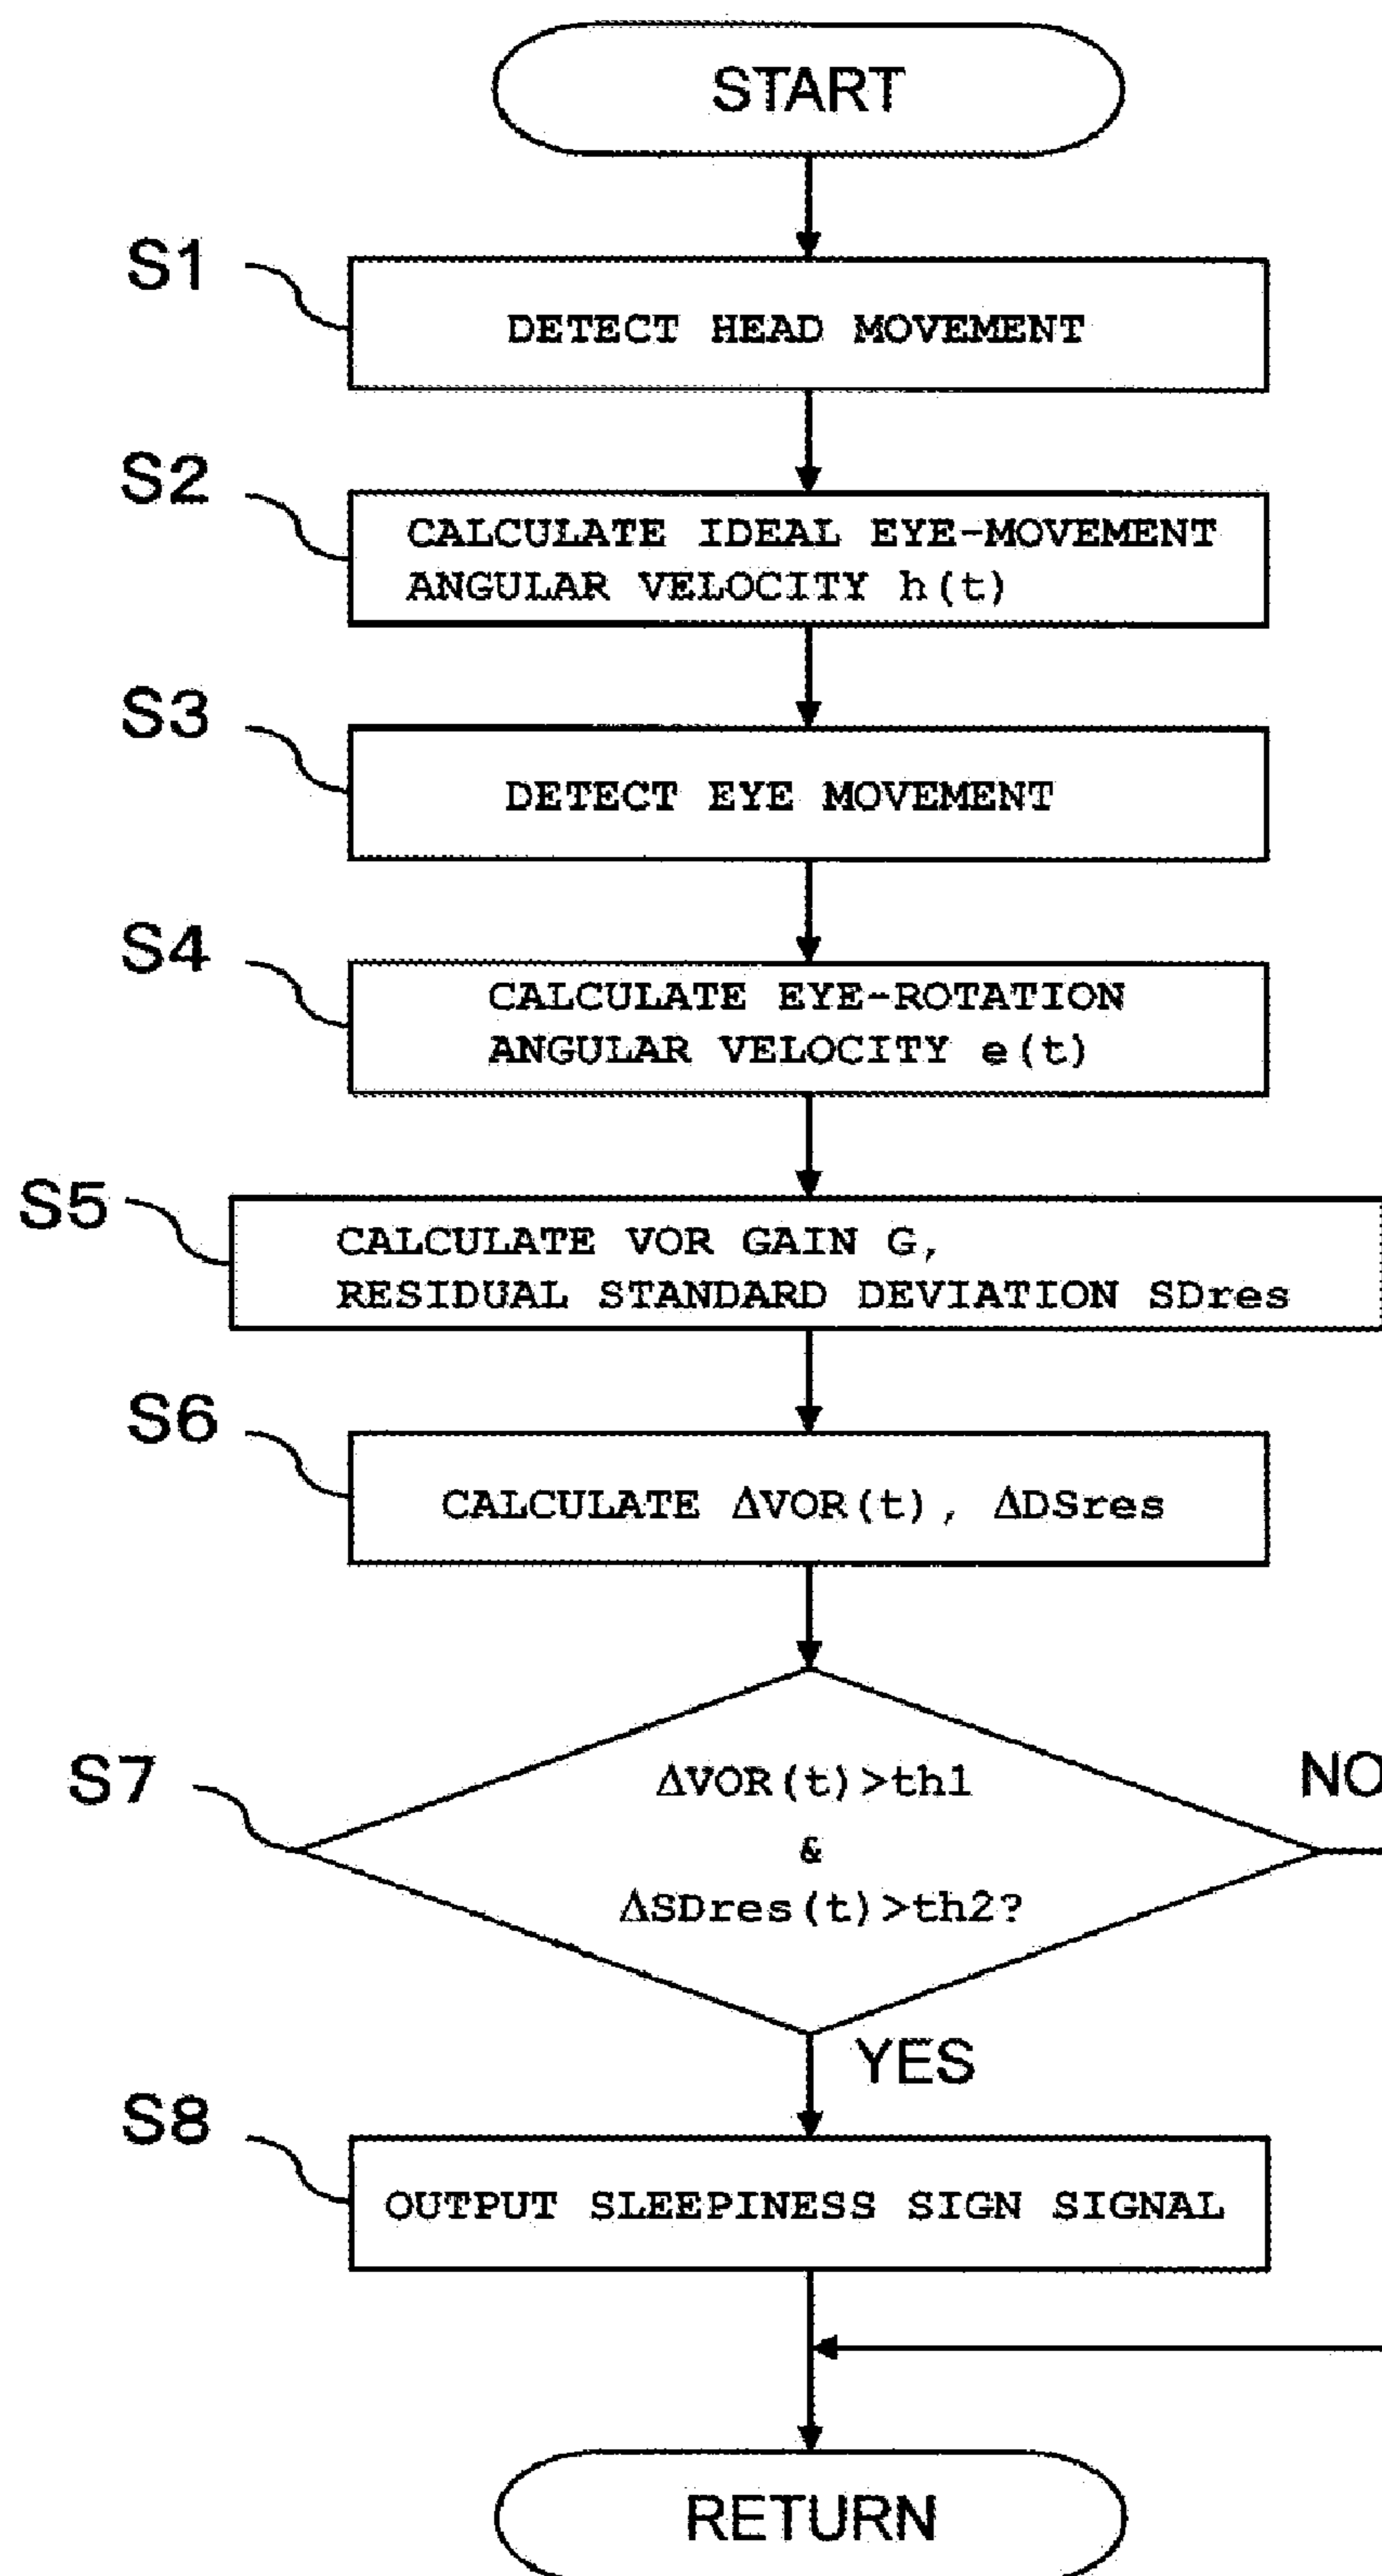 START
S1
DETECT HEAD MOVEMENT
S2
CALCULATE IDEAL EYE-MOVEMENT
ANGULAR VELOCITY h(t)
S3
DETECT EYE MOVEMENT
S4
CALCULATE EYE-ROTATION
ANGULAR VELOCITY e(t)
S5
CALCULATE VOR GAIN G,
RESIDUAL STANDARD DEVIATION SDres
S6
CALCULATE ΔVOR(t), ΔDSres
S7
ΔVOR(t)>th1
&
ΔSDres(t)>th2?
NO
YES
S8
OUTPUT SLEEPINESS SIGN SIGNAL
RETURN